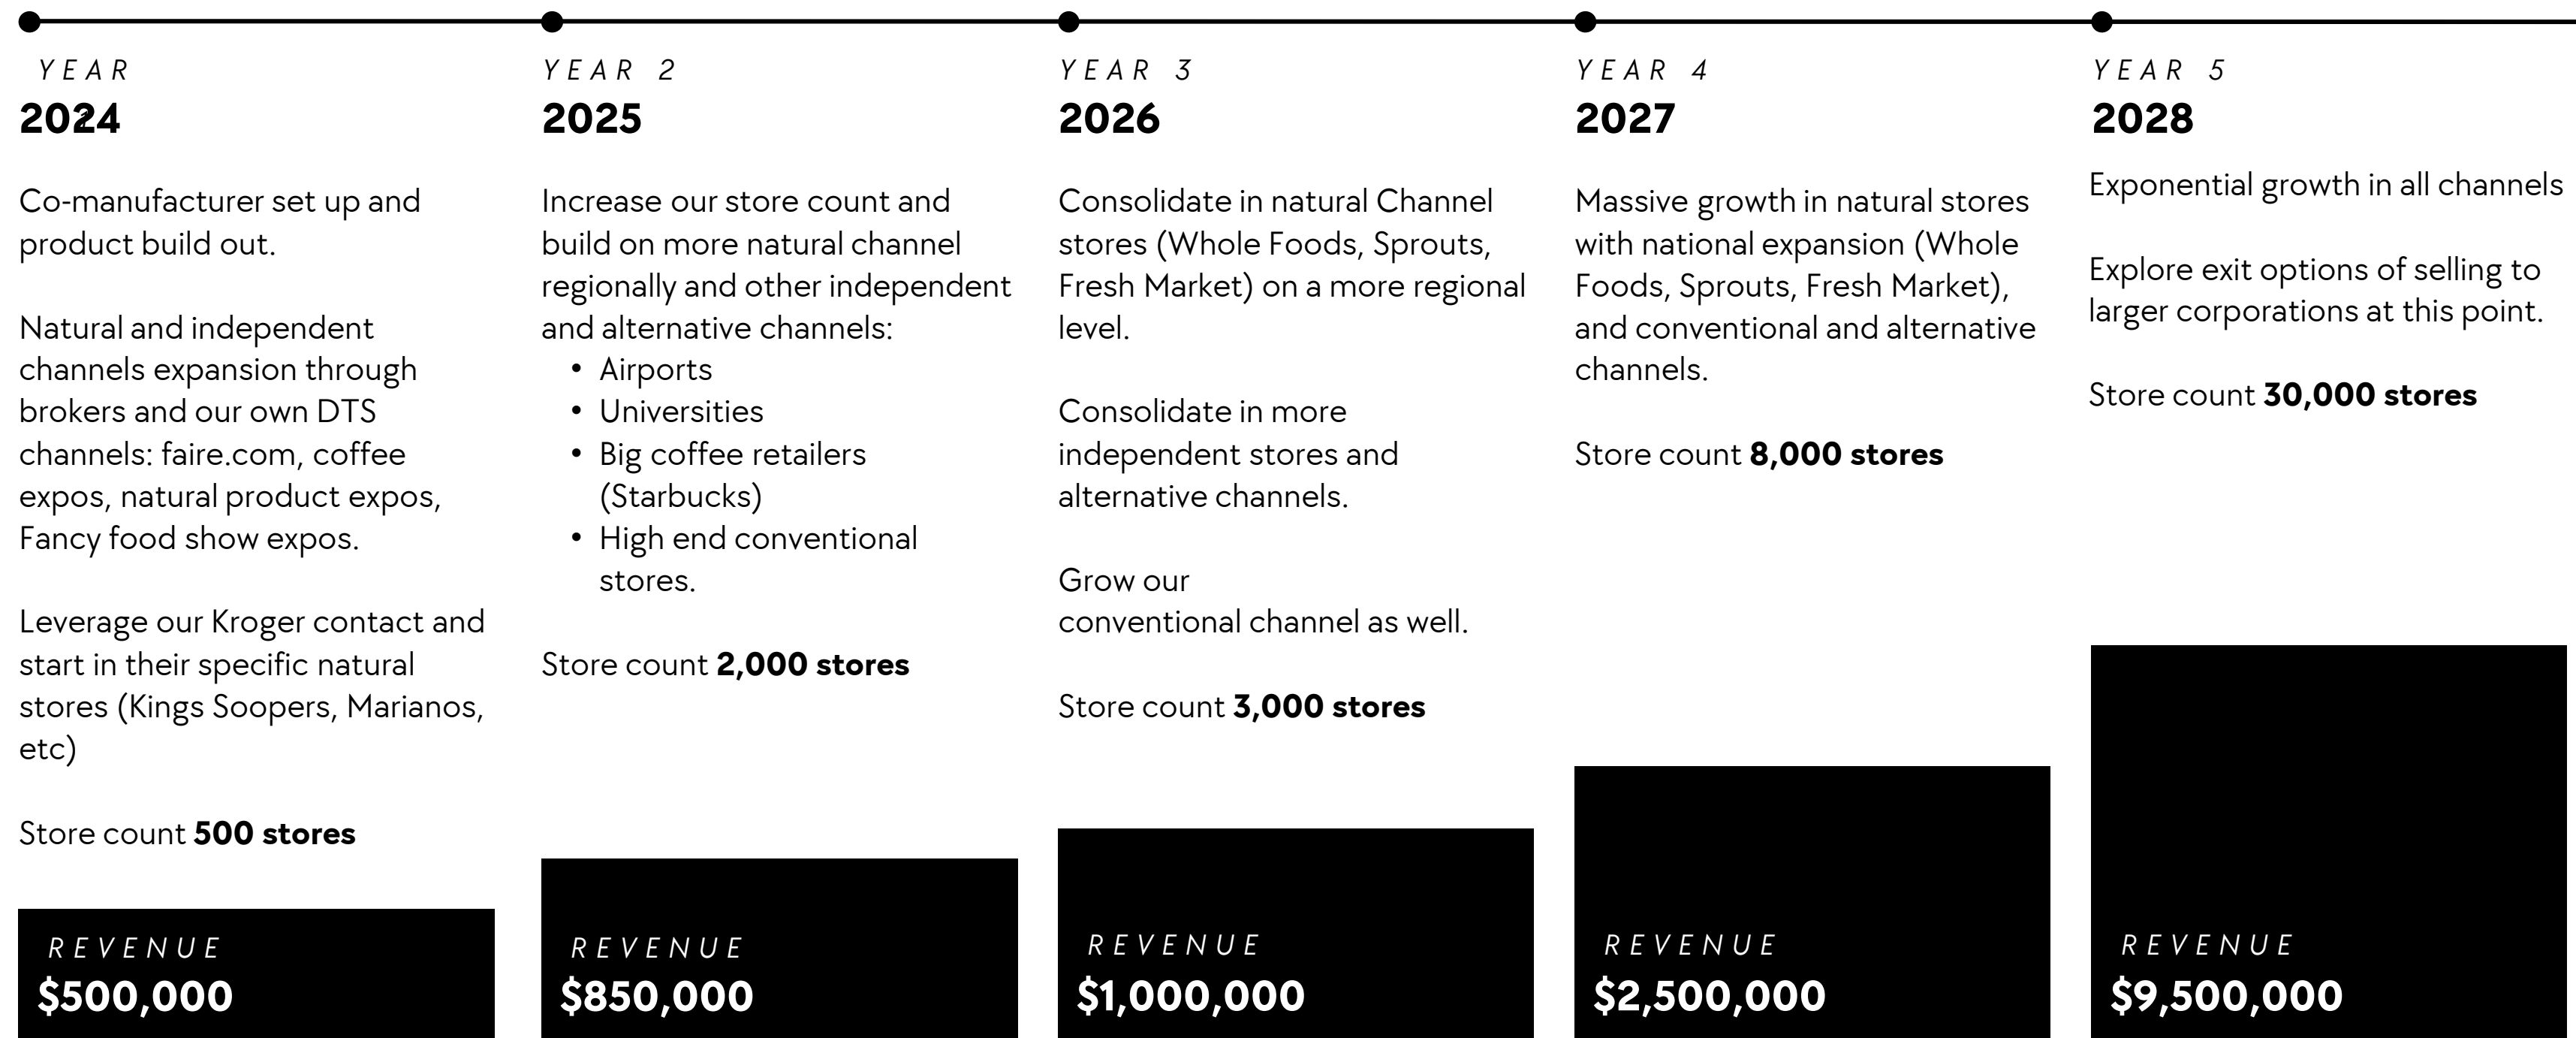 YEAR 1
2024
Co-manufacturer set up and
product build out.
Natural and independent
channels expansion through
brokers and our own DTS
channels: faire.com, coffee
expos, natural product expos,
Fancy food show expos.
Leverage our Kroger contact and
start in their specific natural
stores (Kings Soopers, Marianos,
etc)
Store count 500 stores
REVENUE
$500,000
YEAR 2
2025
Increase our store count and
build on more natural channel
regionally and other independent
and alternative channels:
• Airports
• Universities
• Big coffee retailers
(Starbucks)
• High end conventional
stores.
Store count 2,000 stores
REVENUE
$850,000
YEAR 3
2026
Consolidate in natural Channel
stores (Whole Foods, Sprouts,
Fresh Market) on a more regional
level.
Consolidate in more
independent stores and
alternative channels.
Grow our
conventional channel as well.
Store count 3,000 stores
REVENUE
$1,000,000
YEAR 4
2027
Massive growth in natural stores
with national expansion (Whole
Foods, Sprouts, Fresh Market),
and conventional and alternative
channels.
Store count 8,000 stores
REVENUE
$2,500,000
YEAR 5
2028
Exponential growth in all channels
Explore exit options of selling to
larger corporations at this point.
Store count 30,000 stores
REVENUE
$9,500,000